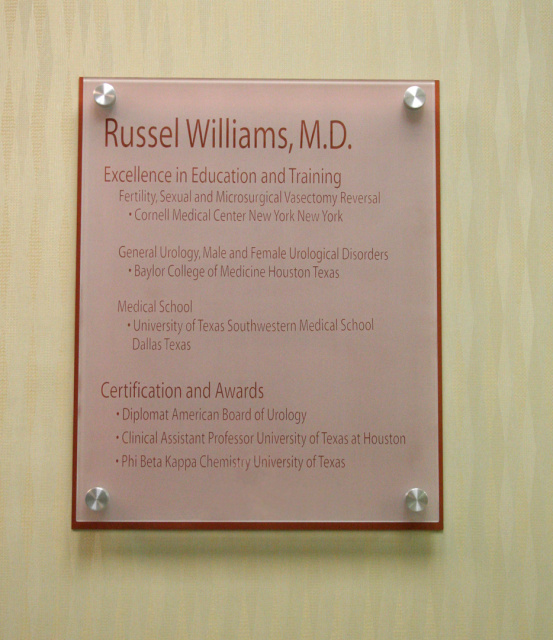 Russel Williams, M.D.
Excellence in Education and Training
Fertility, Sexual and Microsurgical Vasectomy Reversal
• Cornell Medical Center New York New York
General Urology, Male and Female Urological Disorders
• Baylor College of Medicine Houston Texas
Medical School
• University of Texas Southwestern Medical School
Dallas Texas
Certification and Awards
• Diplomat American Board of Urology
• Clinical Assistant Professor University of Texas at Houston
• Phi Beta Kappa Chemistry University of Texas